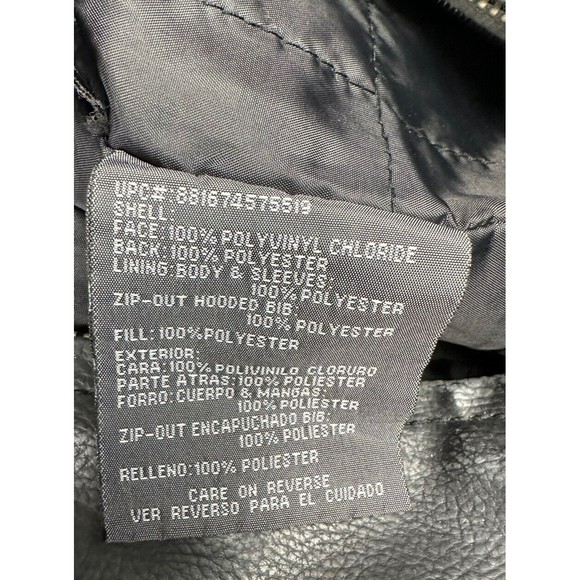 UPC#:881674575519
SHELL:
FACE:100% POLYVINYL CHLORIDE
BACK:100% POLYESTER
LINING:BODY & SLEEVES:
100% POLYESTER
ZIP-OUT HOODED BIB:
100% POLYESTER
FILL:100%POLYESTER
EXTERIOR:
CARA:100% POLIVINILO CLORURO
PARTE ATRAS:100% POLIESTER
FORRO:CUERPO & MANGAS:
100% POLIESTER
ZIP-OUT ENCAPUCHADO BIB:
100% POLIESTER
RELLENO:100% POLIESTER
CARE ON REVERSE
VER REVERSO PARA EL CUIDADO